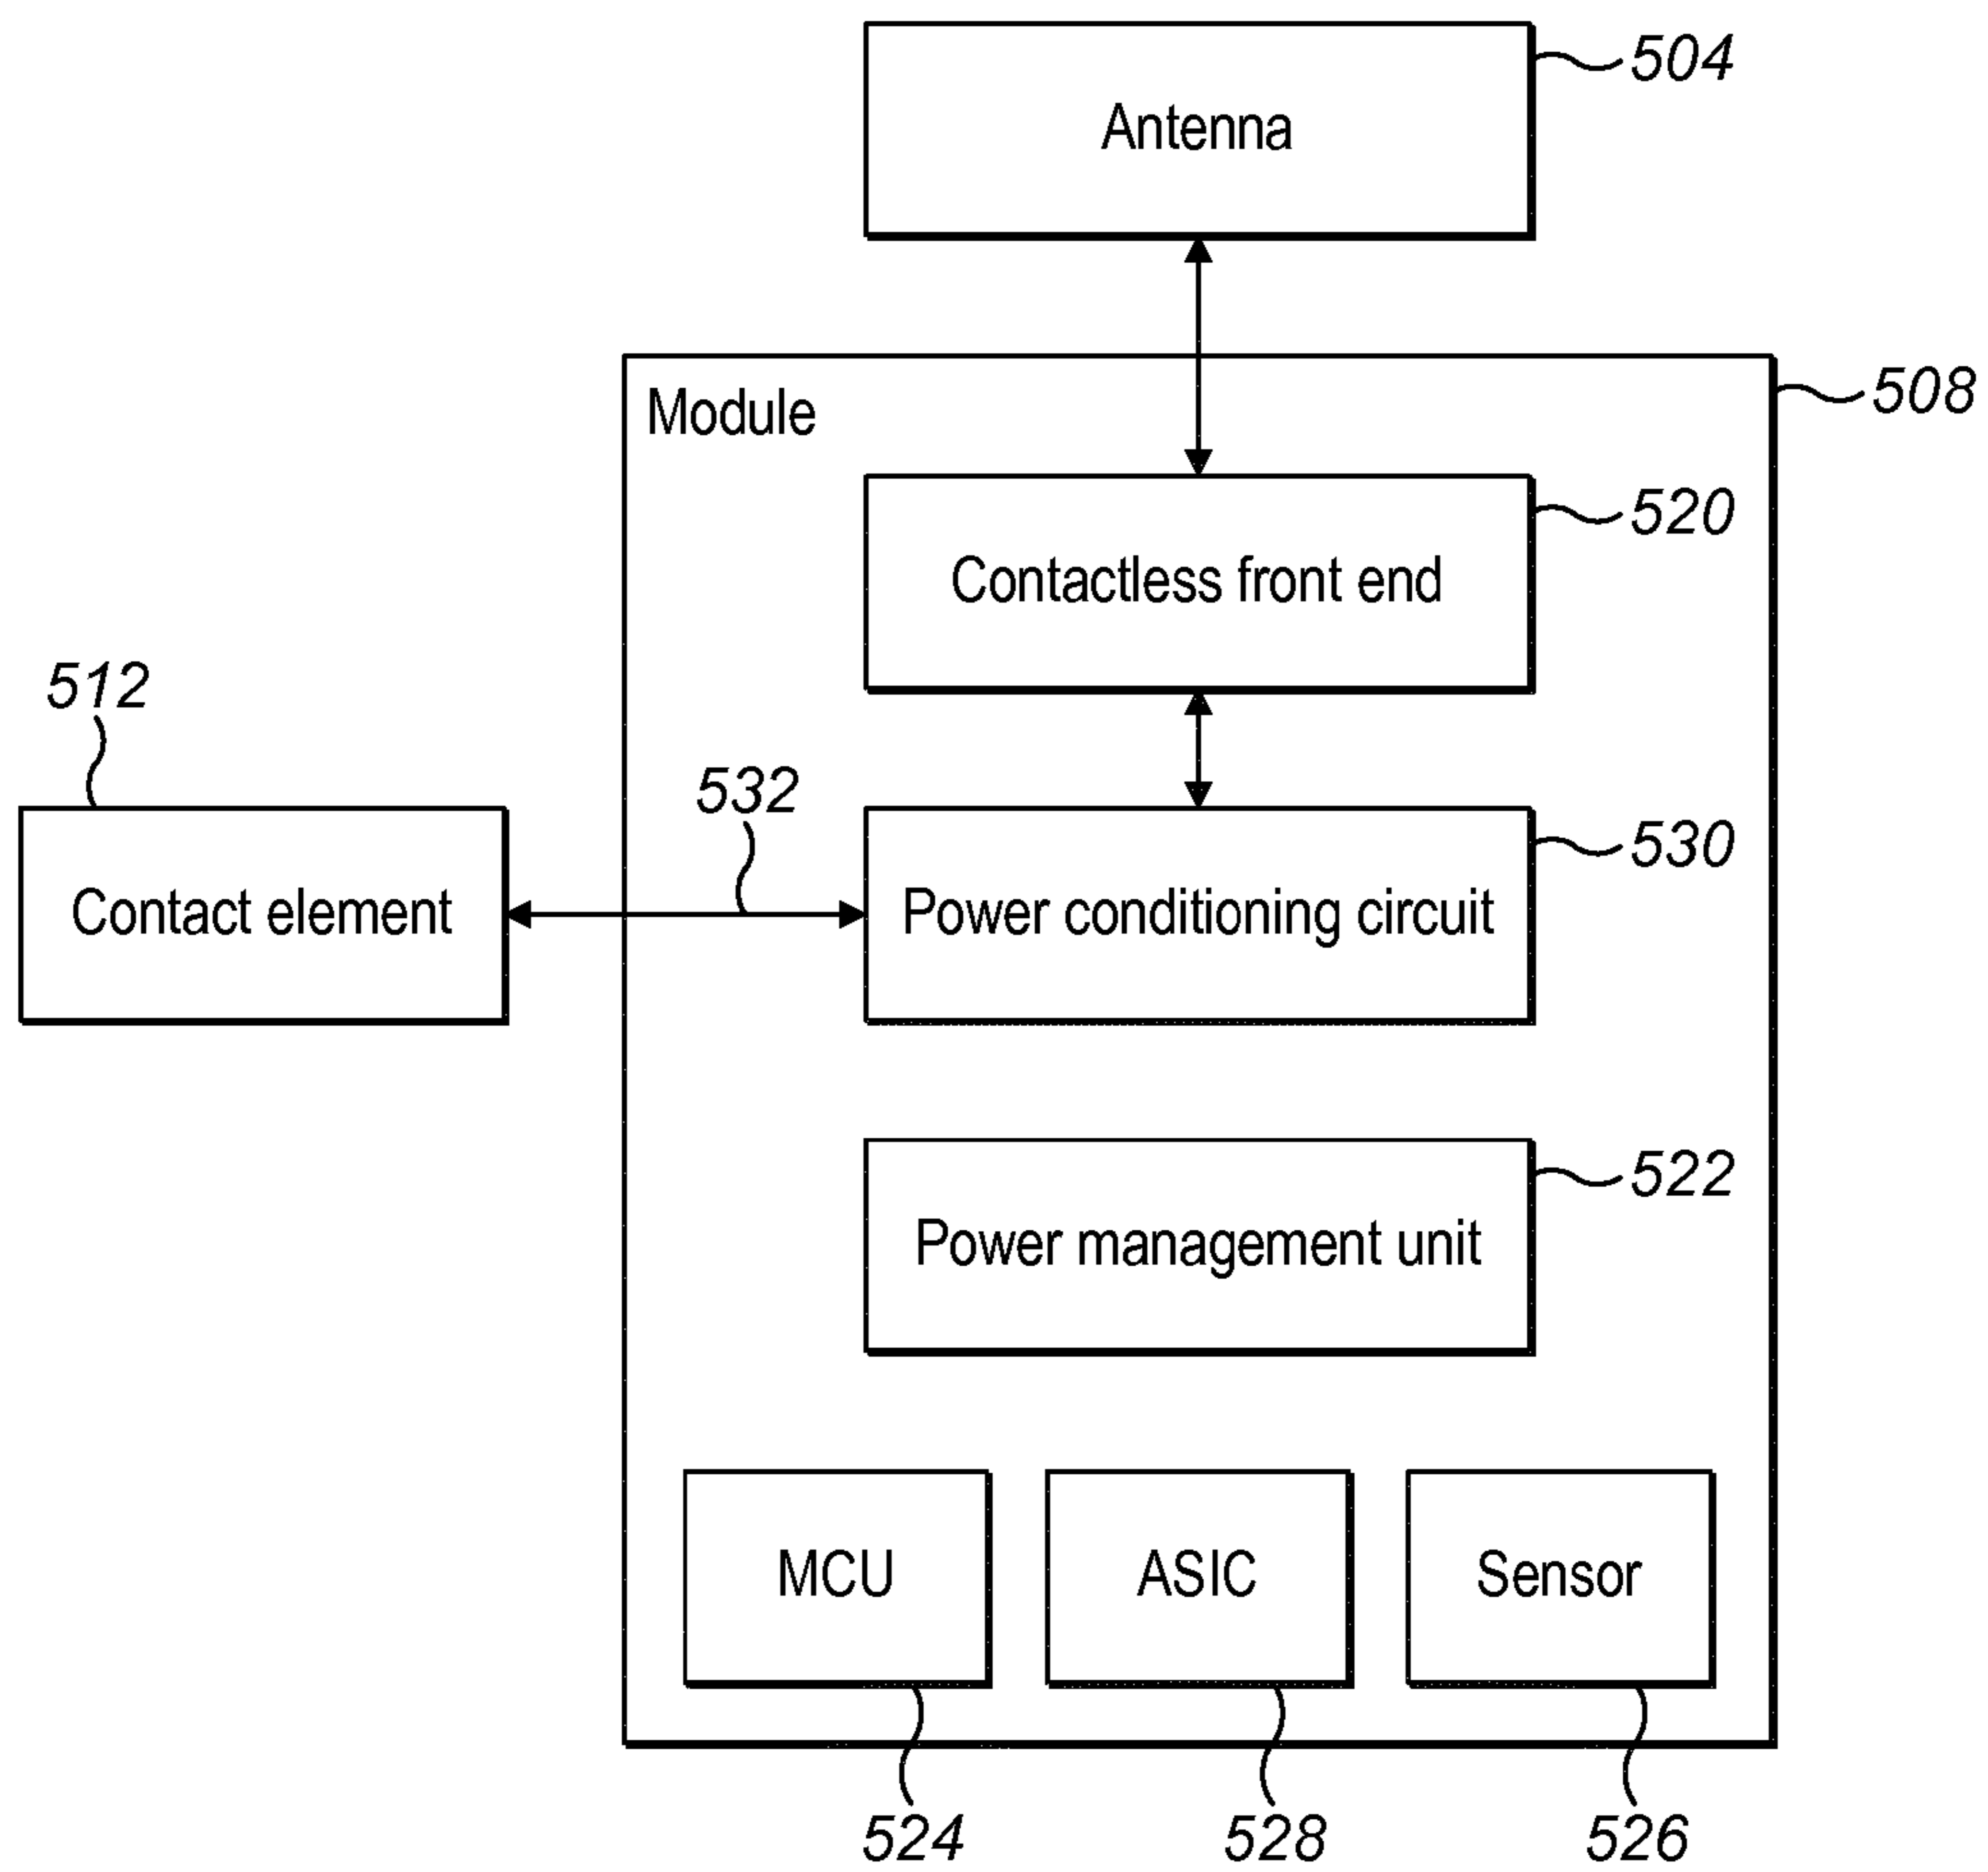 Antenna
504
Module
508
Contactless front end
520
512
532
Contact element
Power conditioning circuit
530
Power management unit
522
MCU
ASIC
Sensor
524
528
526